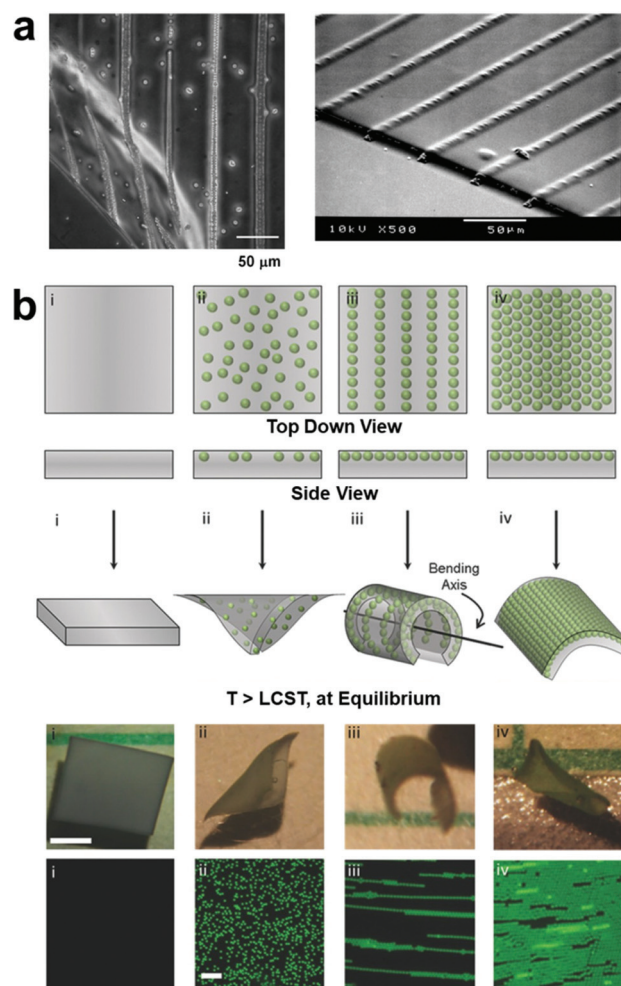 a
50 μm
10kV X500 50μm
b
i ii iii iv
Top Down View
Side View
i ii iii iv
Bending
Axis
T > LCST, at Equilibrium
i ii iii iv
i ii iii iv